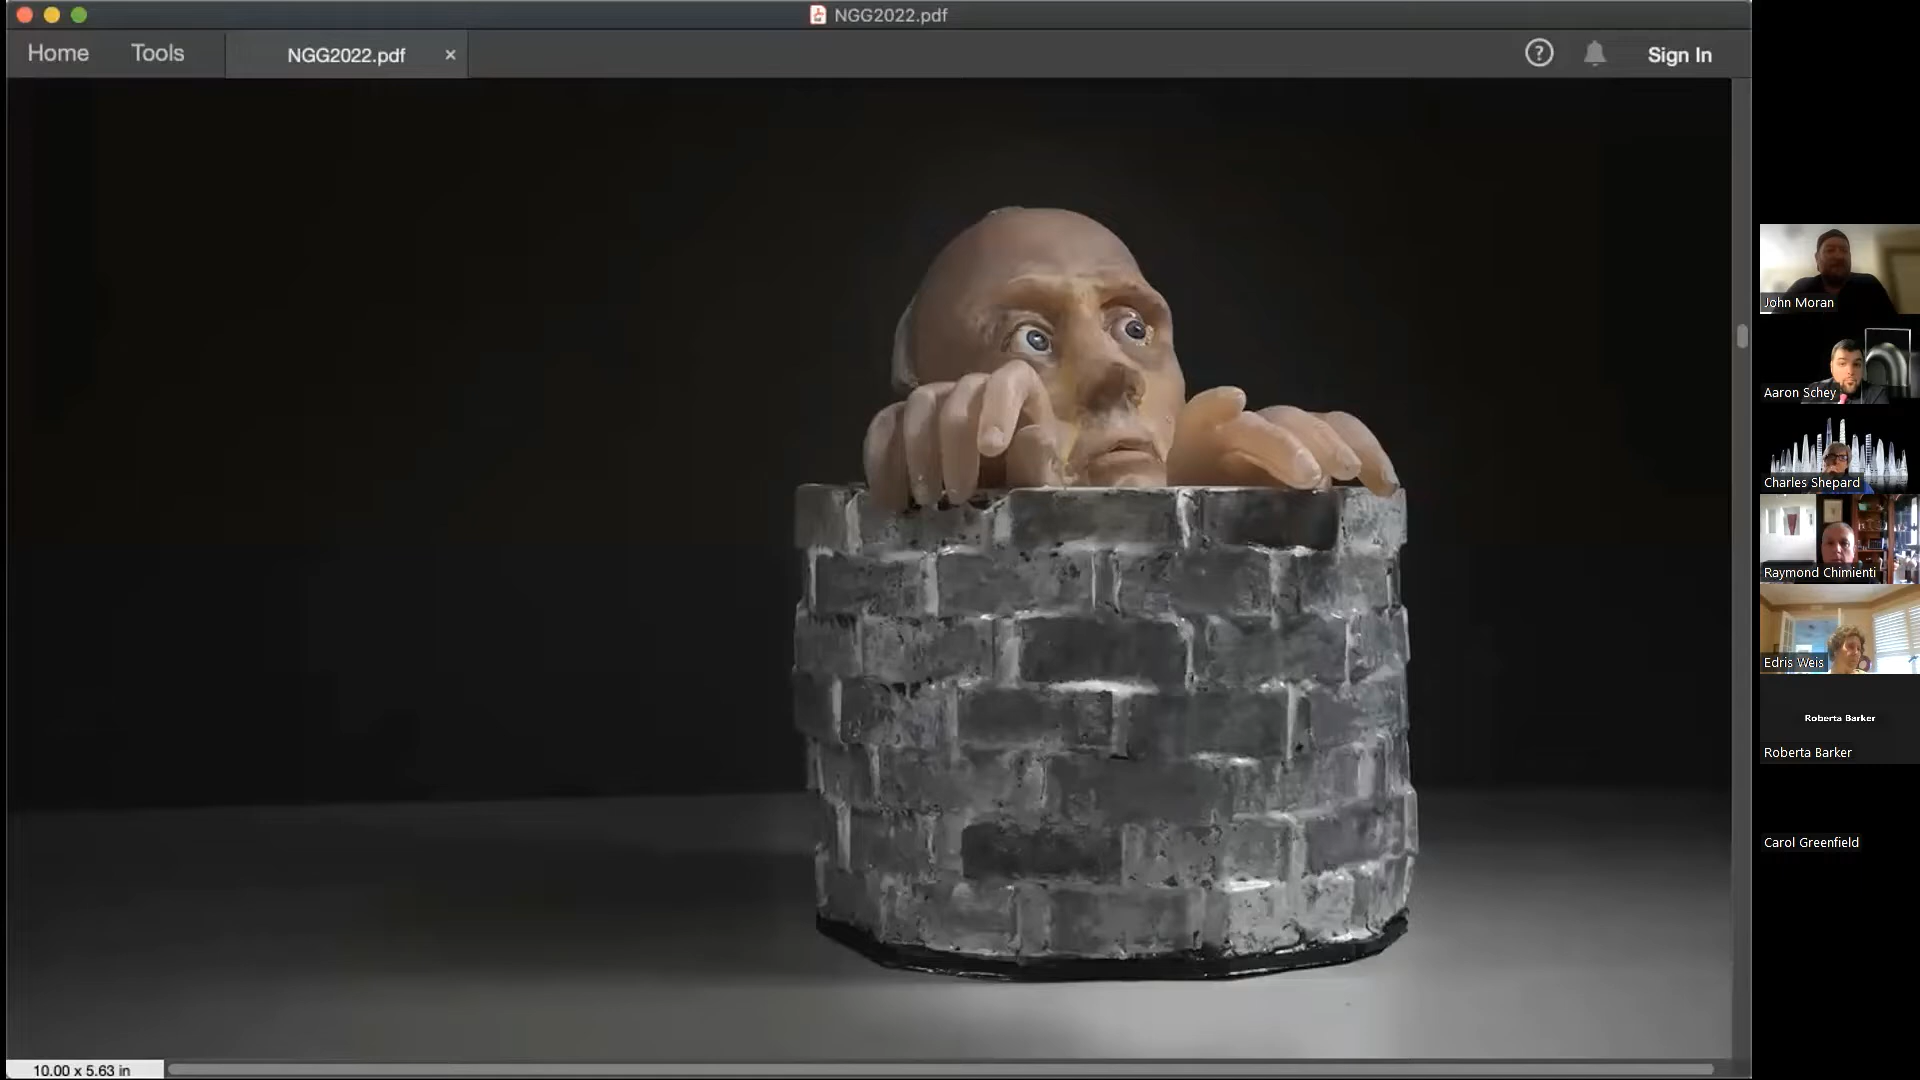 NGG2022.pdf
Home
Tools
NGG2022.pdf
Sign In
John Moran
Aaron Schey
Charles Shepard
Raymond Chimienti
Edris Weis
Roberta Barker
Roberta Barker
Carol Greenfield
10.00 x 5.63 in